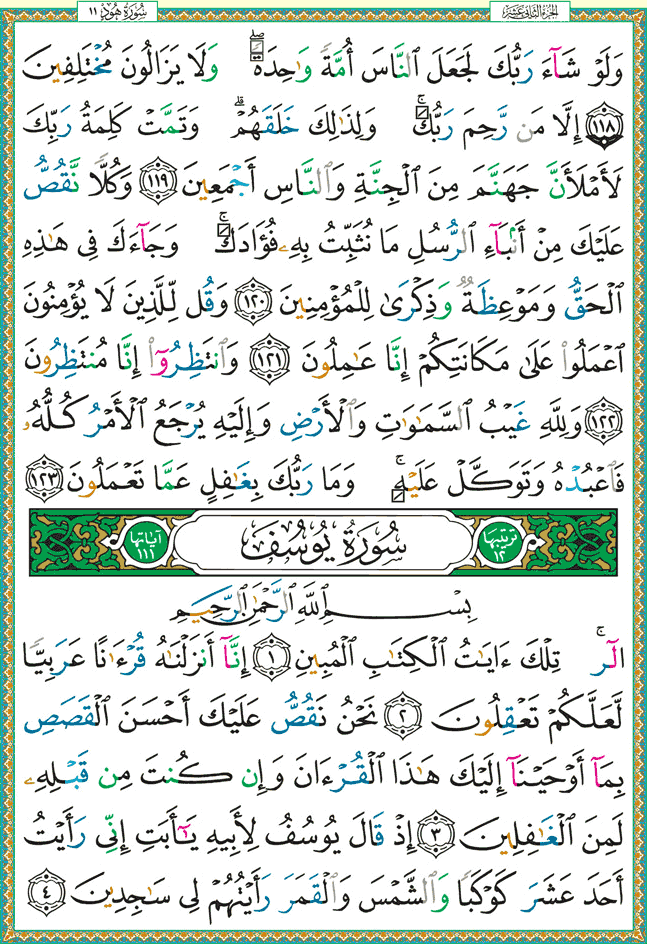 الجزء الثاني عشر
سُورَةُ هُودٍ ١١
وَلَوْ شَآءَ رَبُّكَ لَجَعَلَ ٱلنَّاسَ أُمَّةً وَٰحِدَةً ۖ وَلَا يَزَالُونَ مُخْتَلِفِينَ
﴿١١٨﴾ إِلَّا مَن رَّحِمَ رَبُّكَ ۚ وَلِذَٰلِكَ خَلَقَهُمْ ۗ وَتَمَّتْ كَلِمَةُ رَبِّكَ
لَأَمْلَأَنَّ جَهَنَّمَ مِنَ ٱلْجِنَّةِ وَٱلنَّاسِ أَجْمَعِينَ ﴿١١٩﴾ وَكُلًّا نَّقُصُّ
عَلَيْكَ مِنْ أَنۢبَآءِ ٱلرُّسُلِ مَا نُثَبِّتُ بِهِۦ فُؤَادَكَ ۚ وَجَآءَكَ فِى هَٰذِهِ
ٱلْحَقُّ وَمَوْعِظَةٌ وَذِكْرَىٰ لِلْمُؤْمِنِينَ ﴿١٢٠﴾ وَقُل لِّلَّذِينَ لَا يُؤْمِنُونَ
ٱعْمَلُوا۟ عَلَىٰ مَكَانَتِكُمْ إِنَّا عَٰمِلُونَ ﴿١٢١﴾ وَٱنتَظِرُوٓا۟ إِنَّا مُنتَظِرُونَ
﴿١٢٢﴾ وَلِلَّهِ غَيْبُ ٱلسَّمَٰوَٰتِ وَٱلْأَرْضِ وَإِلَيْهِ يُرْجَعُ ٱلْأَمْرُ كُلُّهُۥ
فَٱعْبُدْهُ وَتَوَكَّلْ عَلَيْهِ ۚ وَمَا رَبُّكَ بِغَٰفِلٍ عَمَّا تَعْمَلُونَ ﴿١٢٣﴾
ترتيبها ١٢ سُورَةُ يُوسُفَ آياتها ١١١
بِسْمِ ٱللَّهِ ٱلرَّحْمَٰنِ ٱلرَّحِيمِ
الٓر ۚ تِلْكَ ءَايَٰتُ ٱلْكِتَٰبِ ٱلْمُبِينِ ﴿١﴾ إِنَّآ أَنزَلْنَٰهُ قُرْءَٰنًا عَرَبِيًّا
لَّعَلَّكُمْ تَعْقِلُونَ ﴿٢﴾ نَحْنُ نَقُصُّ عَلَيْكَ أَحْسَنَ ٱلْقَصَصِ
بِمَآ أَوْحَيْنَآ إِلَيْكَ هَٰذَا ٱلْقُرْءَانَ وَإِن كُنتَ مِن قَبْلِهِۦ
لَمِنَ ٱلْغَٰفِلِينَ ﴿٣﴾ إِذْ قَالَ يُوسُفُ لِأَبِيهِ يَٰٓأَبَتِ إِنِّى رَأَيْتُ
أَحَدَ عَشَرَ كَوْكَبًا وَٱلشَّمْسَ وَٱلْقَمَرَ رَأَيْتُهُمْ لِى سَٰجِدِينَ ﴿٤﴾